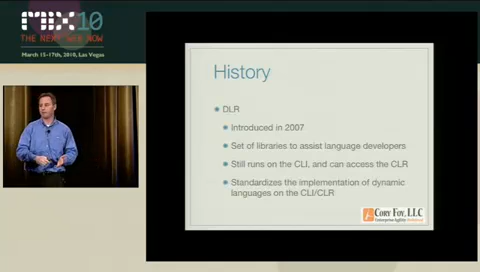 MIX10
THE NEXT WEB NOW
March 15-17th, 2010, Las Vegas
History
DLR
Introduced in 2007
Set of libraries to assist language developers
Still runs on the CLI, and can access the CLR
Standardizes the implementation of dynamic
languages on the CLI/CLR
CORY FOY, LLC